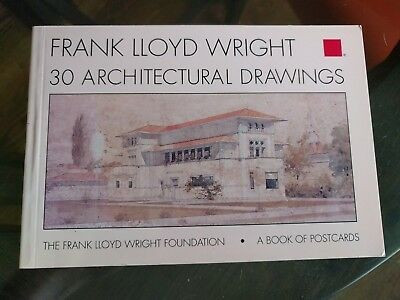 FRANK LLOYD WRIGHT
30 ARCHITECTURAL DRAWINGS
THE FRANK LLOYD WRIGHT FOUNDATION • A BOOK OF POSTCARDS